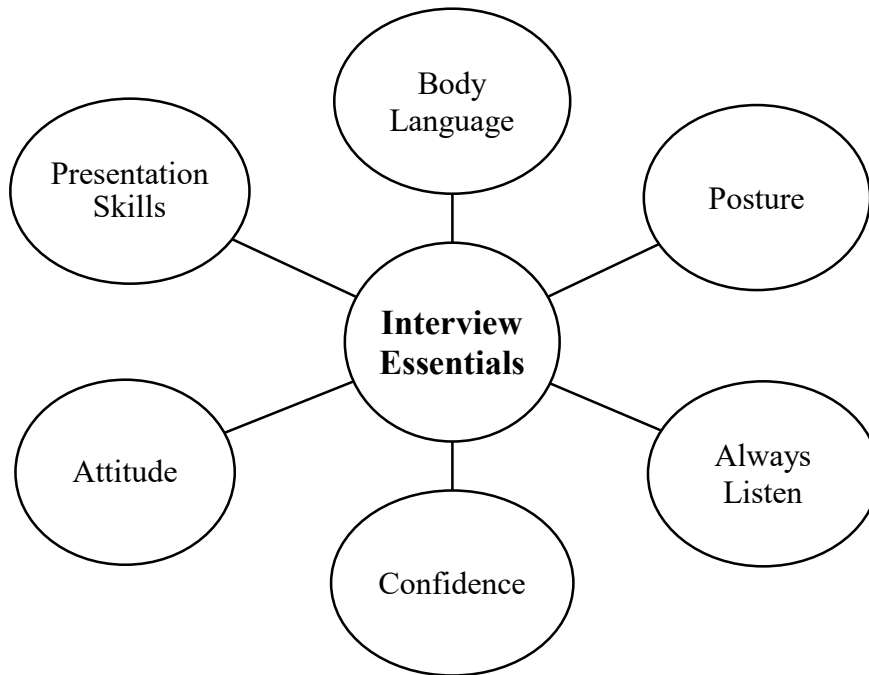 Body
Language
Presentation
Skills
Posture
Interview
Essentials
Attitude
Always
Listen
Confidence